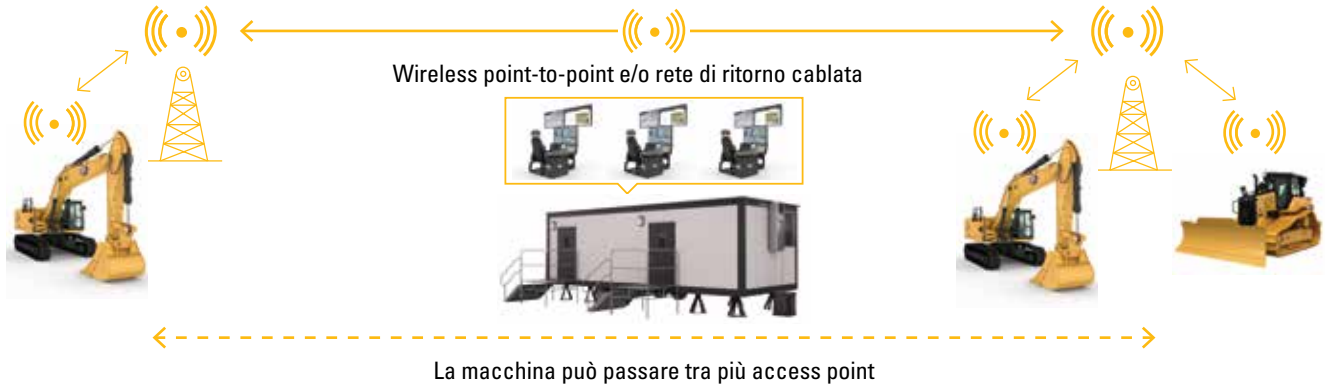 Wireless point-to-point e/o rete di ritorno cablata
La macchina può passare tra più access point